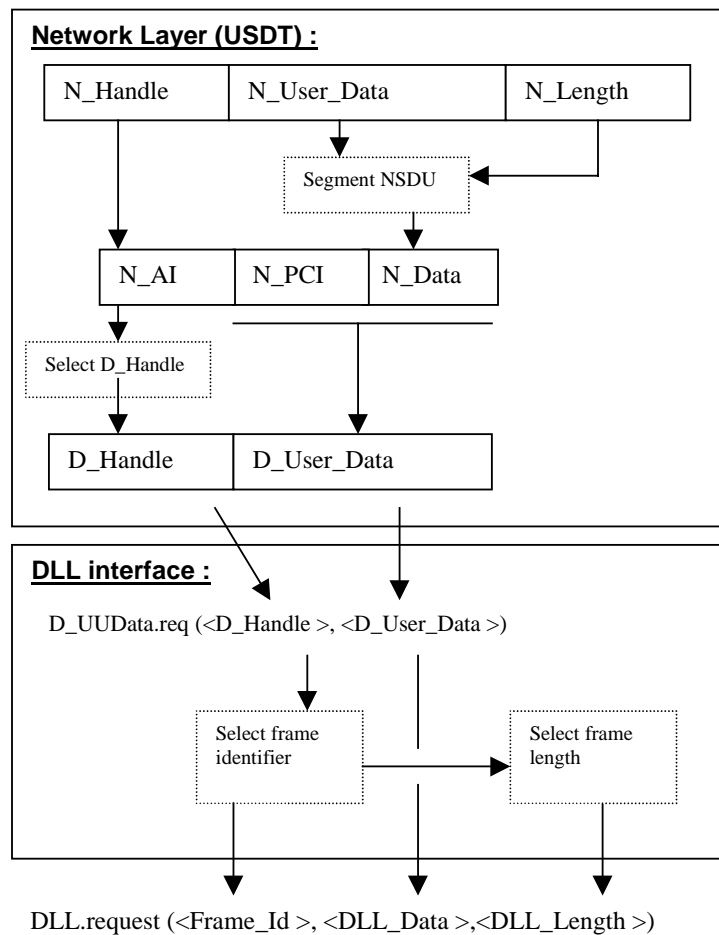 Network Layer (USDT) :
N_Handle N_User_Data N_Length
Segment NSDU
N_AI N_PCI N_Data
Select D_Handle
D_Handle D_User_Data
DLL interface :
D_UUData.req (<D_Handle >, <D_User_Data >)
Select frame
identifier
Select frame
length
DLL.request (<Frame_Id >, <DLL_Data >,<DLL_Length >)